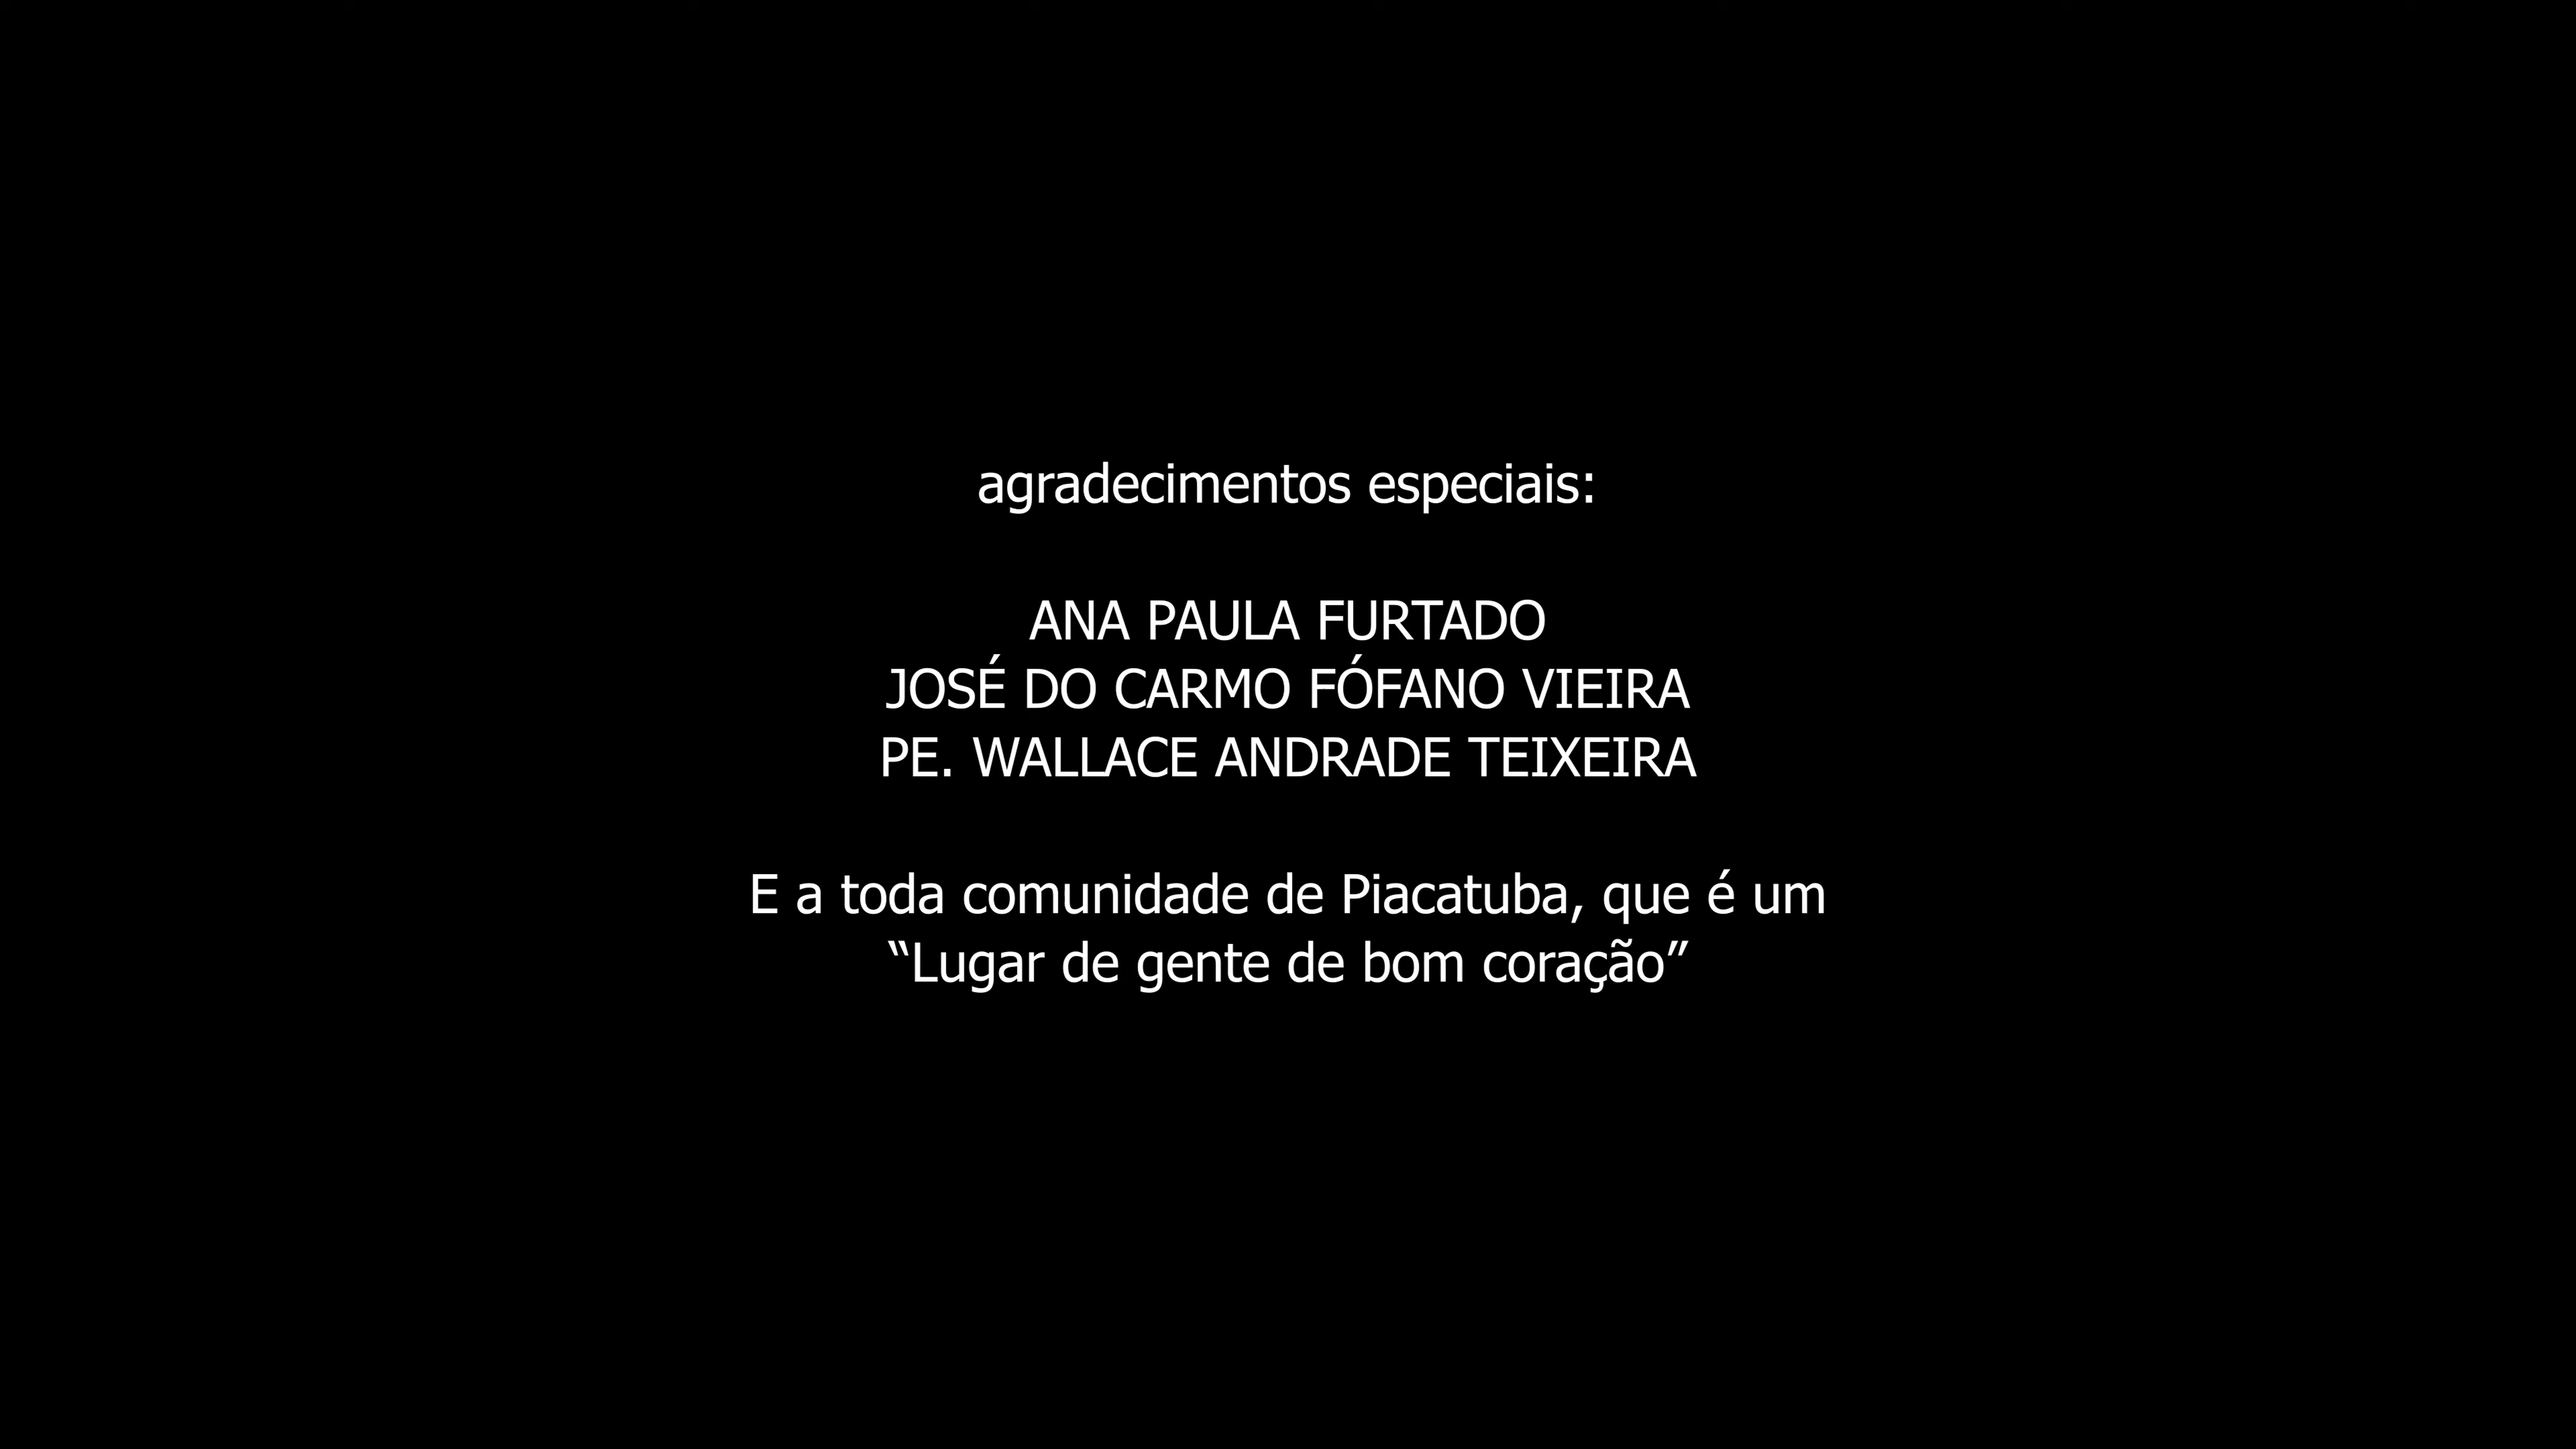 agradecimentos especiais:
ANA PAULA FURTADO
JOSÉ DO CARMO FÓFANO VIEIRA
PE. WALLACE ANDRADE TEIXEIRA
E a toda comunidade de Piacatuba, que é um
“Lugar de gente de bom coração”